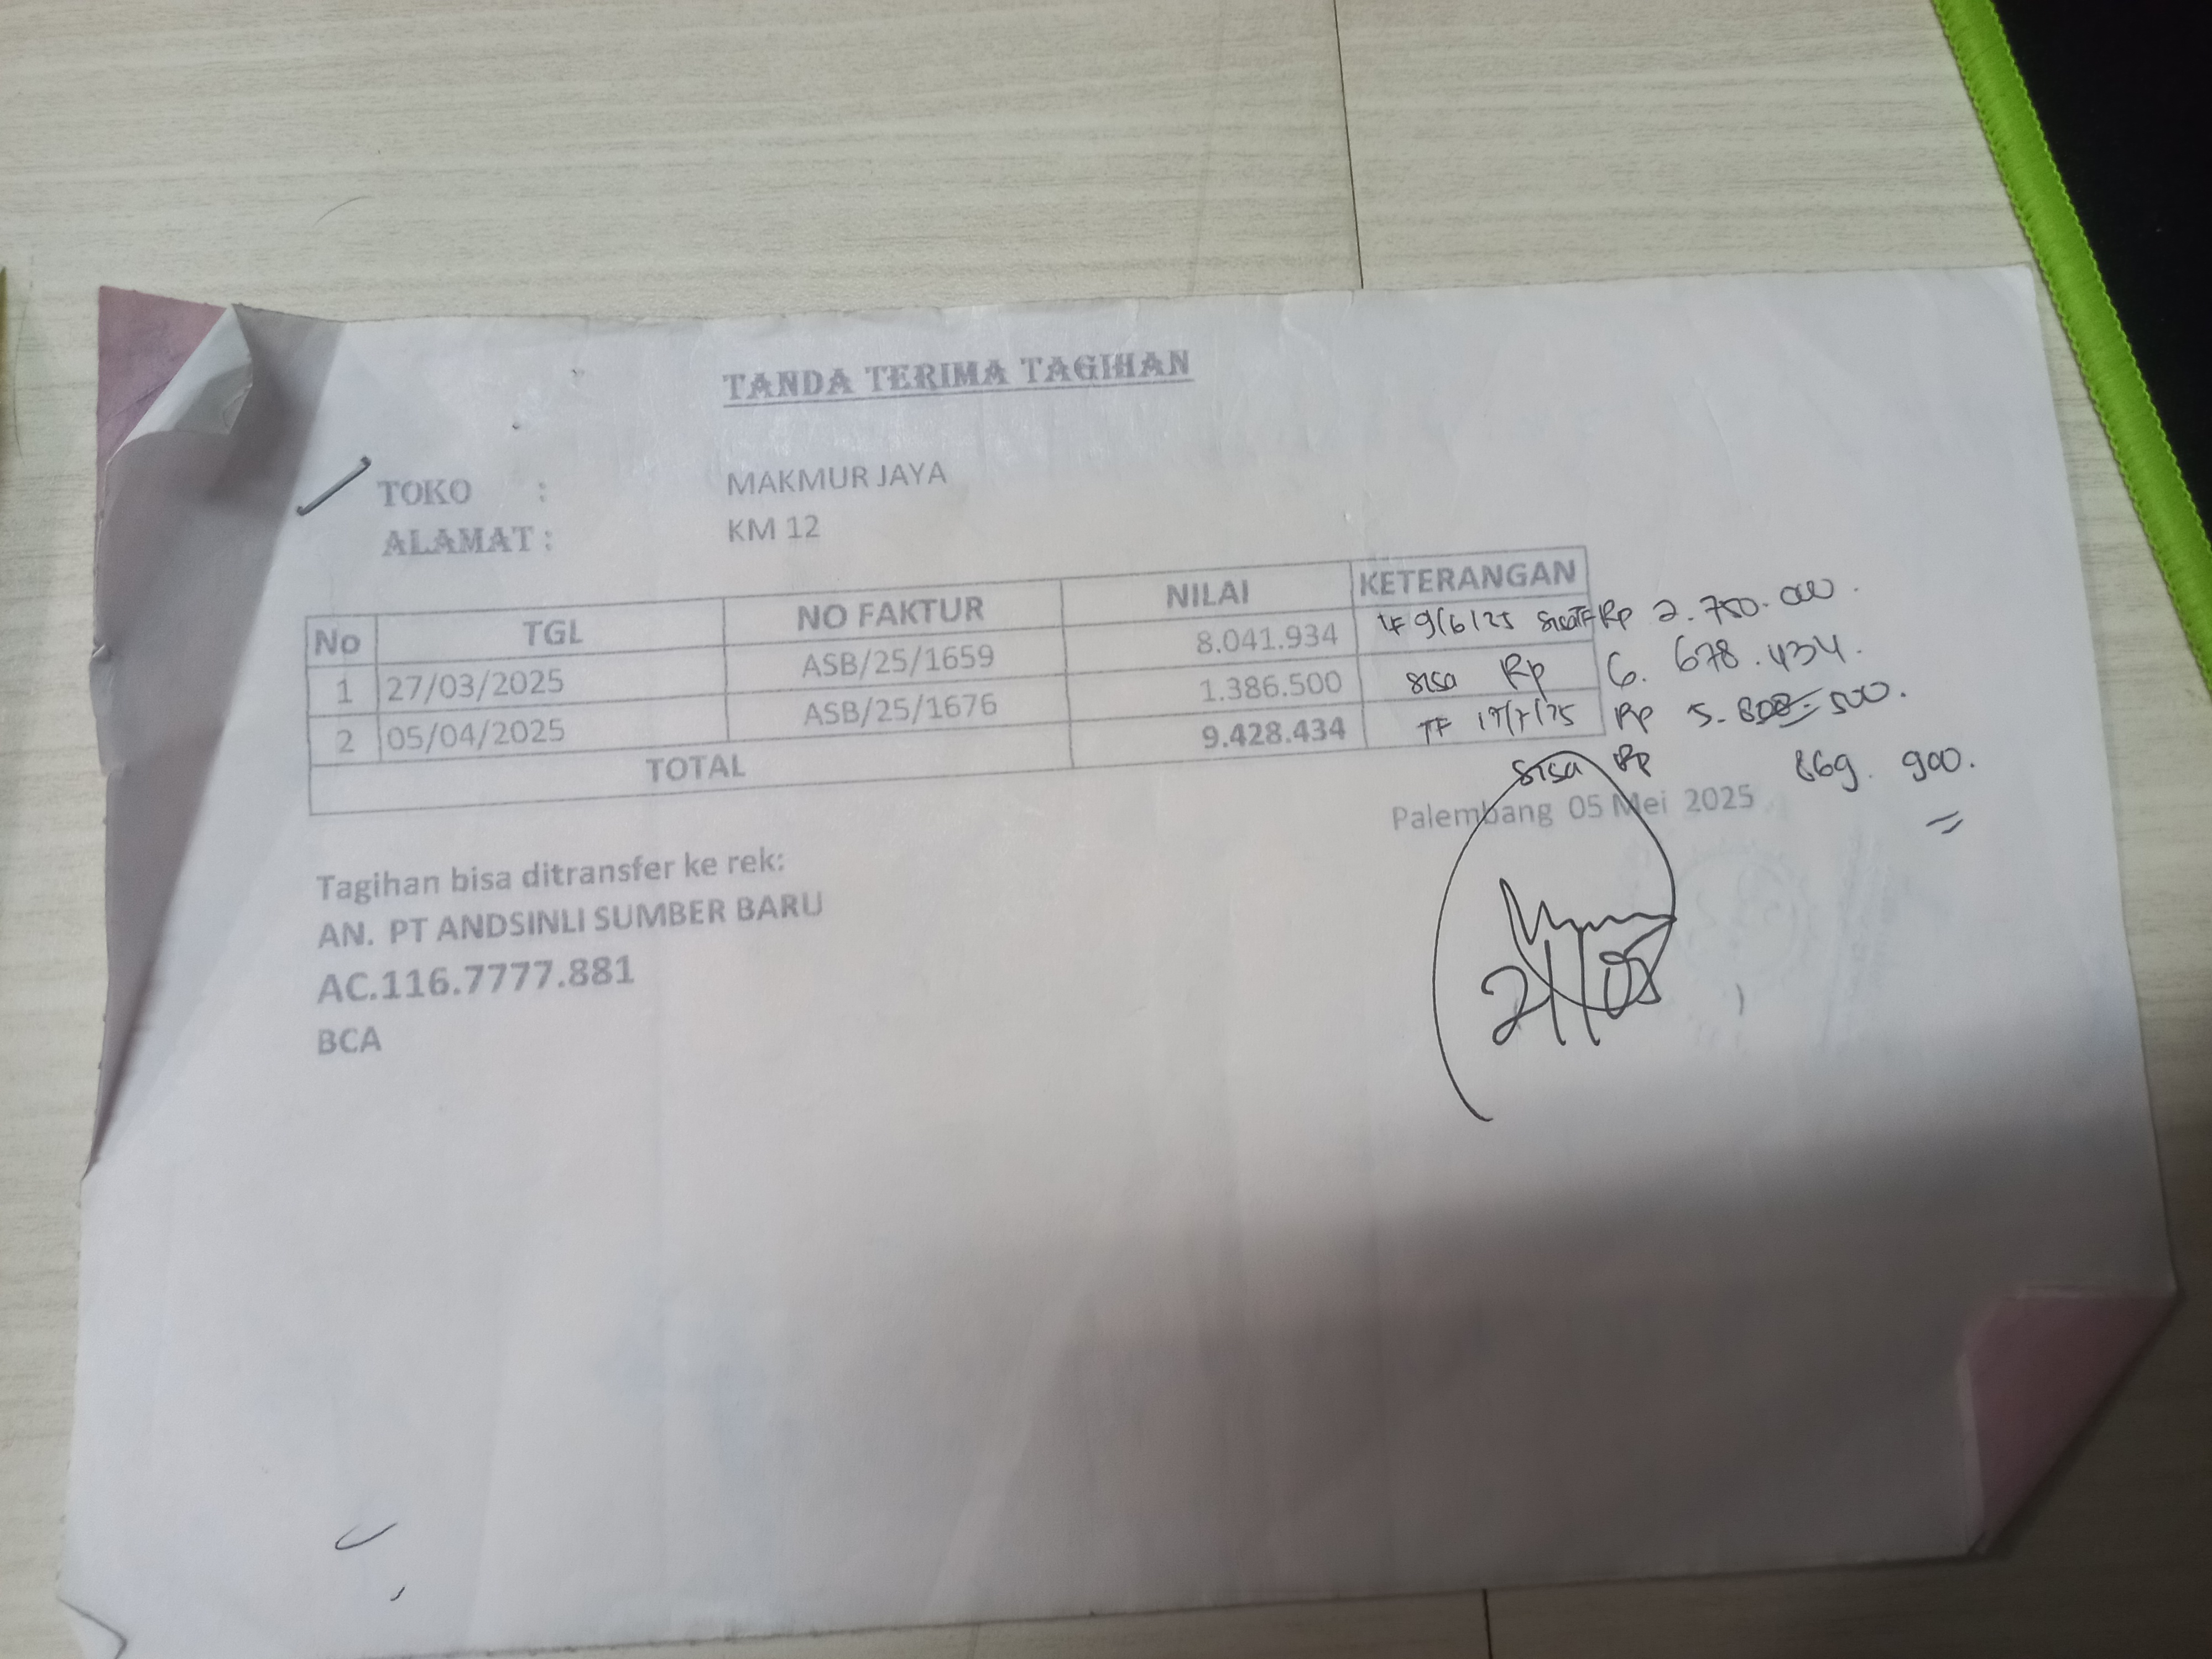 TANDA TERIMA TAGIHAN
TOKO : MAKMUR JAYA
ALAMAT : KM 12
No TGL NO FAKTUR NILAI KETERANGAN
1 27/03/2025 ASB/25/1659 8.041.934 TF 9/6/25 Rp 2.750.000.
2 05/04/2025 ASB/25/1676 1.386.500 sisa Rp 6.678.434.
TOTAL 9.428.434 TF 17/7/25 Rp 5. 500.
sisa Rp 869.900.
Palembang 05 Mei 2025
Tagihan bisa ditransfer ke rek:
AN. PT ANDSINLI SUMBER BARU
AC.116.7777.881
BCA